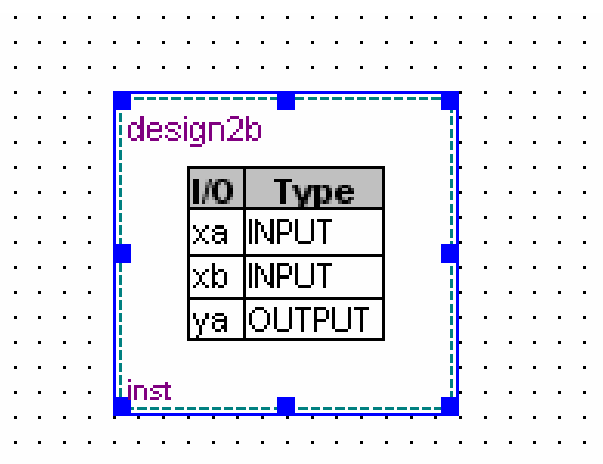 design2b
I/O Type
xa INPUT
xb INPUT
ya OUTPUT
inst